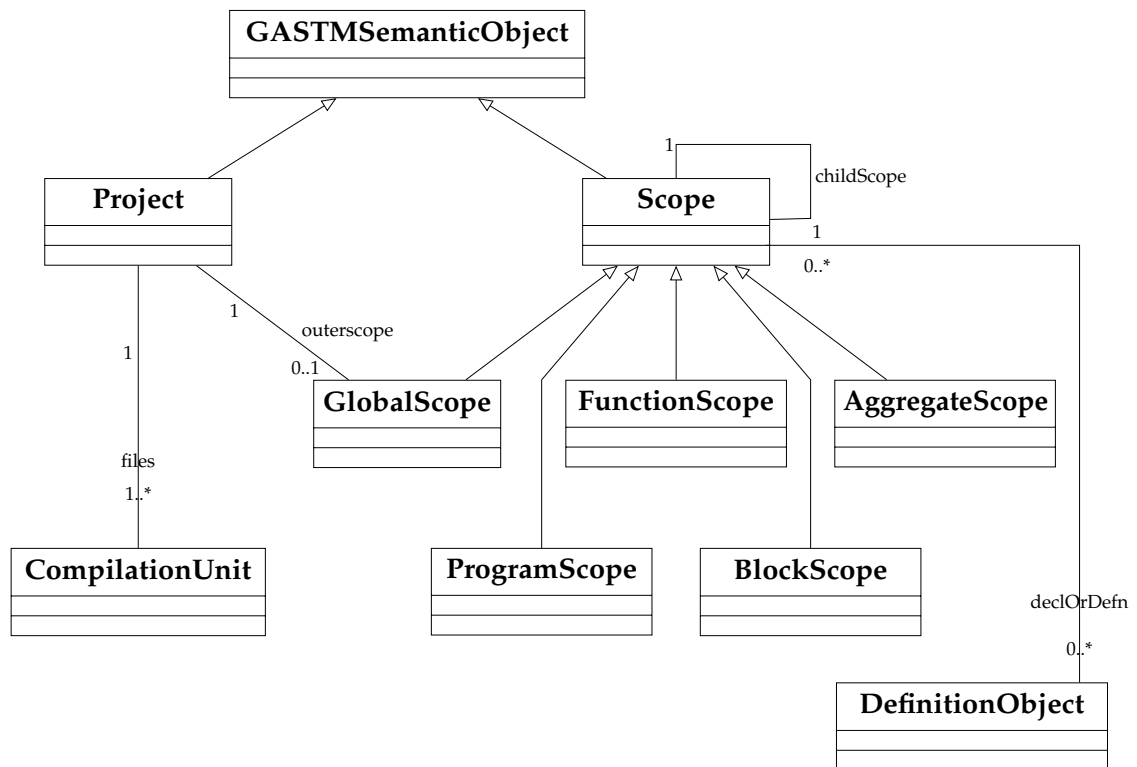 GASTMSemanticObject
1
childScope
Project
Scope
1
0..*
1
outerscope
1
0..1
GlobalScope
FunctionScope
AggregateScope
files
1..*
CompilationUnit
ProgramScope
BlockScope
declOrDefn
0..*
DefinitionObject